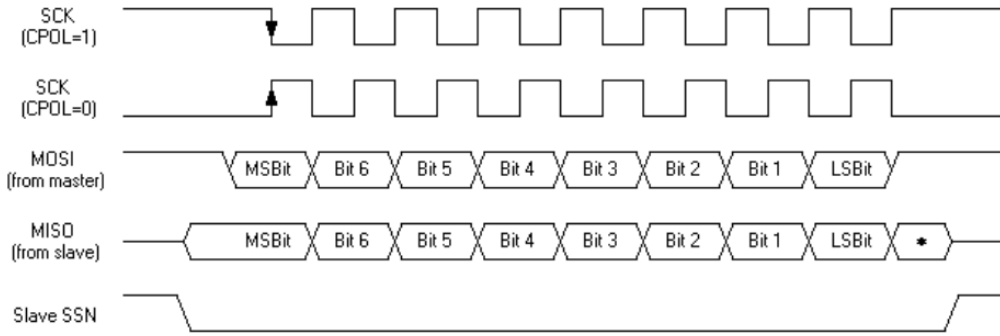 SCK
(CPOL=1)
SCK
(CPOL=0)
MOSI
(from master)
MSBit Bit 6 Bit 5 Bit 4 Bit 3 Bit 2 Bit 1 LSBit
MISO
(from slave)
MSBit Bit 6 Bit 5 Bit 4 Bit 3 Bit 2 Bit 1 LSBit *
Slave SSN